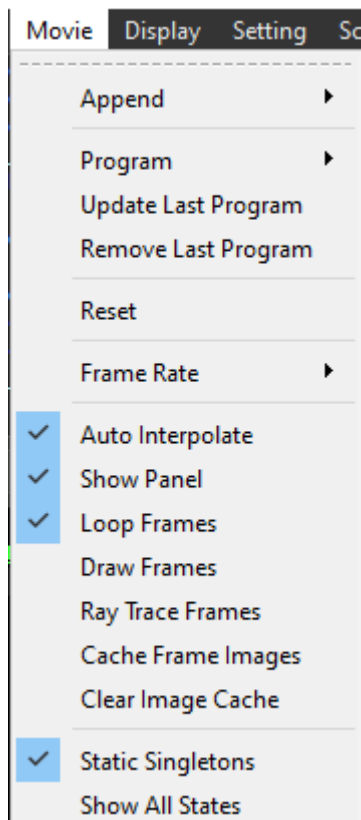 Movie Display Setting Sc
Append
Program
Update Last Program
Remove Last Program
Reset
Frame Rate
Auto Interpolate
Show Panel
Loop Frames
Draw Frames
Ray Trace Frames
Cache Frame Images
Clear Image Cache
Static Singletons
Show All States